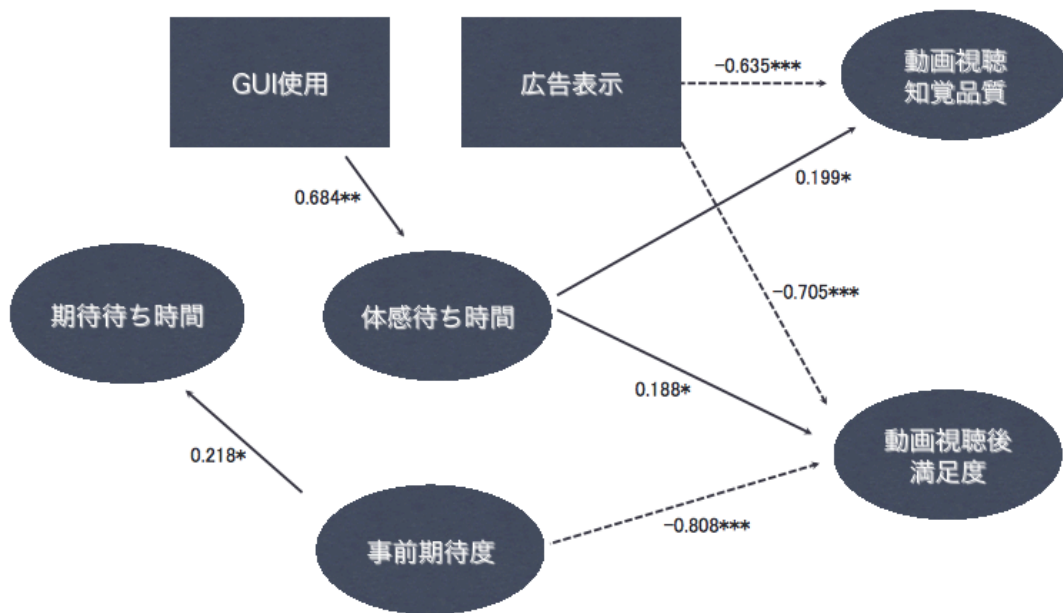 GUI使用
広告表示
-0.635***
動画視聴
知覚品質
0.684**
0.199*
期待待ち時間
体感待ち時間
-0.705***
0.188*
0.218*
動画視聴後
満足度
-0.808***
事前期待度